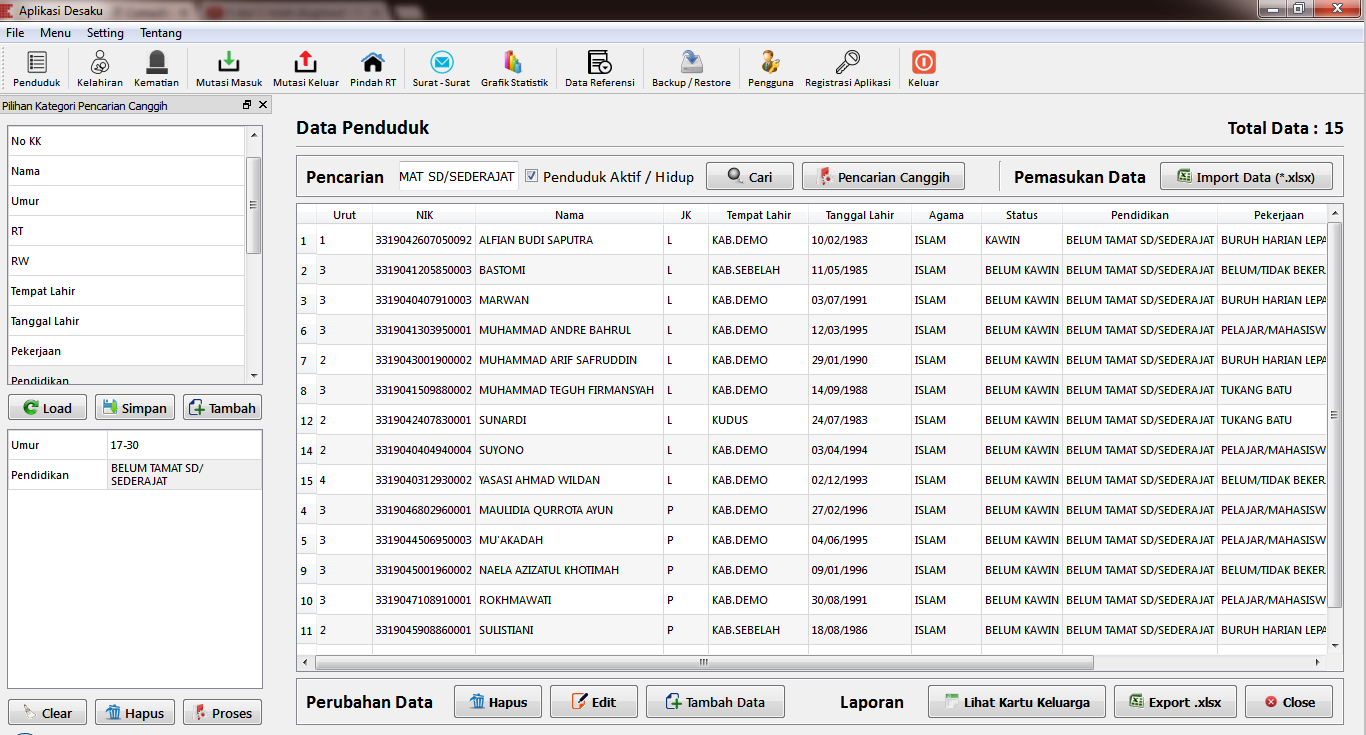 Aplikasi Desaku
File Menu Setting Tentang
Penduduk Kelahiran Kematian Mutasi Masuk Mutasi Keluar Pindah RT Surat - Surat Grafik Statistik Data Referensi Backup / Restore Pengguna Registrasi Aplikasi Keluar
Pilihan Kategori Pencarian Canggih
No KK
Nama
Umur
RT
RW
Tempat Lahir
Tanggal Lahir
Pekerjaan
Pendidikan
Load Simpan Tambah
Umur 17-30
Pendidikan BELUM TAMAT SD/
SEDERAJAT
Clear Hapus Proses
Data Penduduk Total Data : 15
Pencarian MAT SD/SEDERAJAT Penduduk Aktif / Hidup Cari Pencarian Canggih Pemasukan Data Import Data (*.xlsx)
Urut NIK Nama JK Tempat Lahir Tanggal Lahir Agama Status Pendidikan Pekerjaan
1 1 3319042607050092 ALFIAN BUDI SAPUTRA L KAB.DEMO 10/02/1983 ISLAM KAWIN BELUM TAMAT SD/SEDERAJAT BURUH HARIAN LEPA
2 3 3319041205850003 BASTOMI L KAB.SEBELAH 11/05/1985 ISLAM BELUM KAWIN BELUM TAMAT SD/SEDERAJAT BELUM/TIDAK BEKER
3 3 3319040407910003 MARWAN L KAB.DEMO 03/07/1991 ISLAM BELUM KAWIN BELUM TAMAT SD/SEDERAJAT BURUH HARIAN LEPA
6 3 3319041303950001 MUHAMMAD ANDRE BAHRUL L KAB.DEMO 12/03/1995 ISLAM BELUM KAWIN BELUM TAMAT SD/SEDERAJAT PELAJAR/MAHASISW
7 2 3319043001900002 MUHAMMAD ARIF SAFRUDDIN L KAB.DEMO 29/01/1990 ISLAM BELUM KAWIN BELUM TAMAT SD/SEDERAJAT BURUH HARIAN LEPA
8 3 3319041509880002 MUHAMMAD TEGUH FIRMANSYAH L KAB.DEMO 14/09/1988 ISLAM BELUM KAWIN BELUM TAMAT SD/SEDERAJAT TUKANG BATU
12 2 3319042407830001 SUNARDI L KUDUS 24/07/1983 ISLAM BELUM KAWIN BELUM TAMAT SD/SEDERAJAT TUKANG BATU
14 2 3319040404940004 SUYONO L KAB.DEMO 03/04/1994 ISLAM BELUM KAWIN BELUM TAMAT SD/SEDERAJAT PELAJAR/MAHASISW
15 4 3319040312930002 YASASI AHMAD WILDAN L KAB.DEMO 02/12/1993 ISLAM BELUM KAWIN BELUM TAMAT SD/SEDERAJAT BELUM/TIDAK BEKER
4 3 3319046802960001 MAULIDIA QURROTA AYUN P KAB.DEMO 27/02/1996 ISLAM BELUM KAWIN BELUM TAMAT SD/SEDERAJAT PELAJAR/MAHASISW
5 3 3319044506950003 MU'AKADAH P KAB.DEMO 04/06/1995 ISLAM BELUM KAWIN BELUM TAMAT SD/SEDERAJAT PELAJAR/MAHASISW
9 3 3319045001960002 NAELA AZIZATUL KHOTIMAH P KAB.DEMO 09/01/1996 ISLAM BELUM KAWIN BELUM TAMAT SD/SEDERAJAT BELUM/TIDAK BEKER
10 3 3319047108910001 ROKHMAWATI P KAB.DEMO 30/08/1991 ISLAM BELUM KAWIN BELUM TAMAT SD/SEDERAJAT PELAJAR/MAHASISW
11 2 3319045908860001 SULISTIANI P KAB.SEBELAH 18/08/1986 ISLAM BELUM KAWIN BELUM TAMAT SD/SEDERAJAT BURUH HARIAN LEPA
Perubahan Data Hapus Edit Tambah Data Laporan Lihat Kartu Keluarga Export .xlsx Close